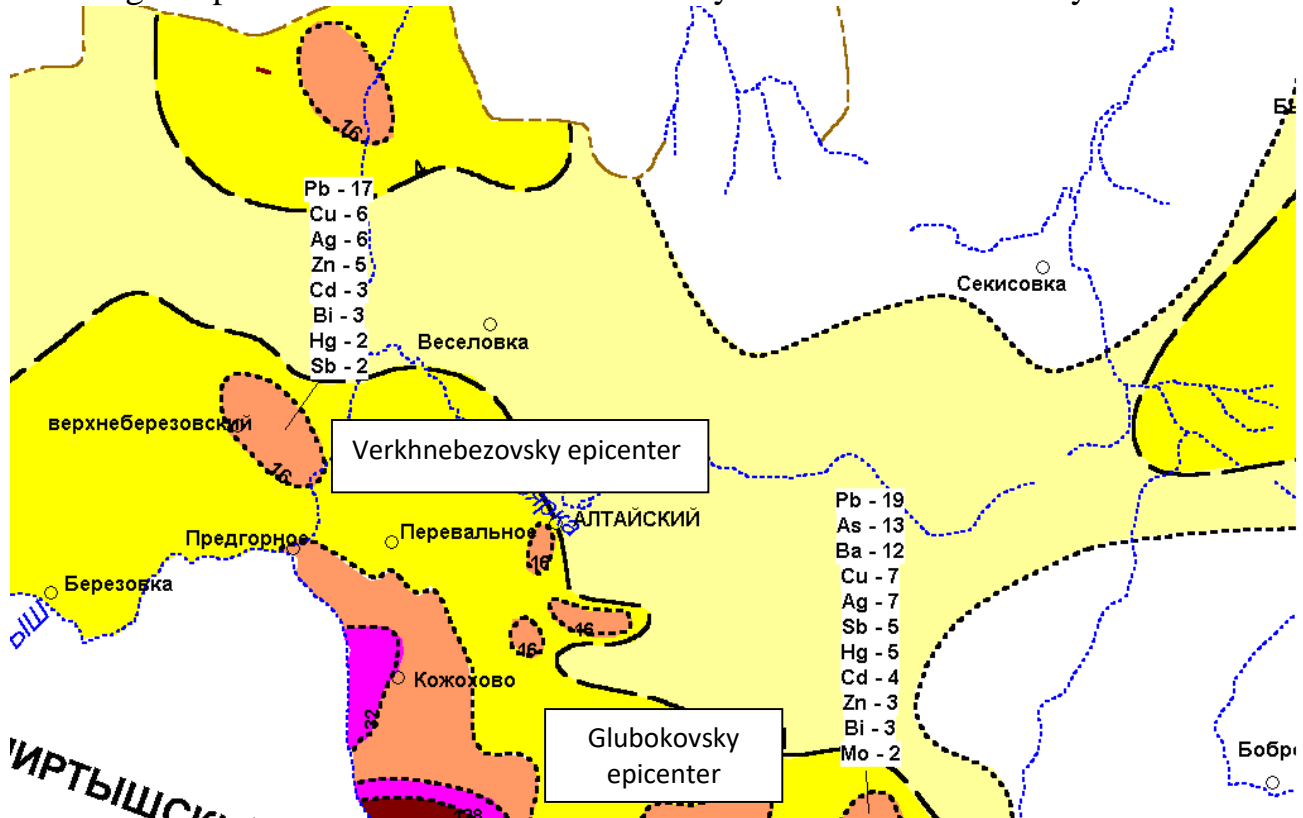 16
4
Pb - 17
Cu - 6
Ag - 6
Zn - 5
Cd - 3
Bi - 3
Hg - 2
Sb - 2
Секисовка
Веселовка
верхнеберезовский
16
Verkhnebezovsky epicenter
АЛТАЙСКИЙ
Предгорное
Перевальное
16
Березовка
16
16
Кожохово
32
Pb - 19
As - 13
Ba - 12
Cu - 7
Ag - 7
Sb - 5
Hg - 5
Cd - 4
Zn - 3
Bi - 3
Mo - 2
Glubokovsky
epicenter
128